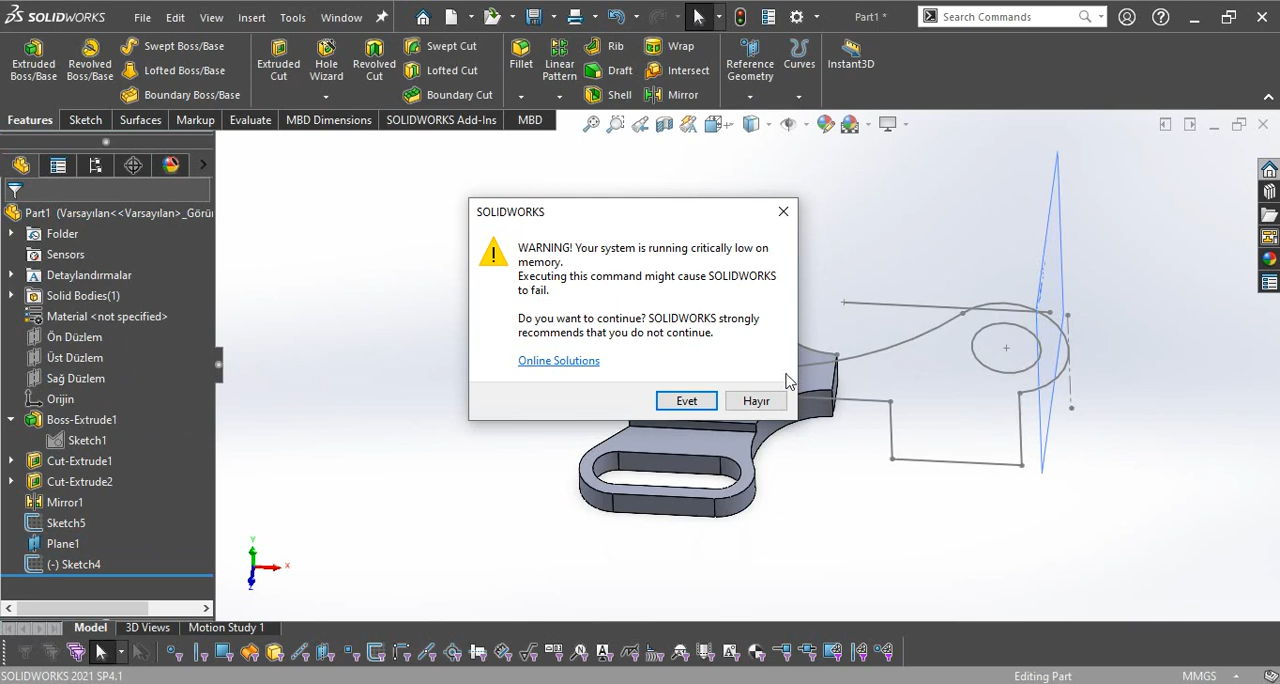 SOLIDWORKS File Edit View Insert Tools Window Part1 * Search Commands
Extruded Boss/Base
Revolved Boss/Base
Swept Boss/Base
Lofted Boss/Base
Boundary Boss/Base
Extruded Cut
Hole Wizard
Revolved Cut
Swept Cut
Lofted Cut
Boundary Cut
Fillet
Linear Pattern
Rib
Draft
Shell
Wrap
Intersect
Mirror
Reference Geometry
Curves
Instant3D
Features Sketch Surfaces Markup Evaluate MBD Dimensions SOLIDWORKS Add-Ins MBD
Part1 (Varsayılan<<Varsayılan>_Görü
Folder
Sensors
Detaylandırmalar
Solid Bodies(1)
Material <not specified>
Ön Düzlem
Üst Düzlem
Sağ Düzlem
Orijin
Boss-Extrude1
Sketch1
Cut-Extrude1
Cut-Extrude2
Mirror1
Sketch5
Plane1
(-) Sketch4
SOLIDWORKS
WARNING! Your system is running critically low on
memory.
Executing this command might cause SOLIDWORKS
to fail.
Do you want to continue? SOLIDWORKS strongly
recommends that you do not continue.
Online Solutions
Evet Hayır
Y
X
Z
Model 3D Views Motion Study 1
SOLIDWORKS 2021 SP4.1 Editing Part MMGS